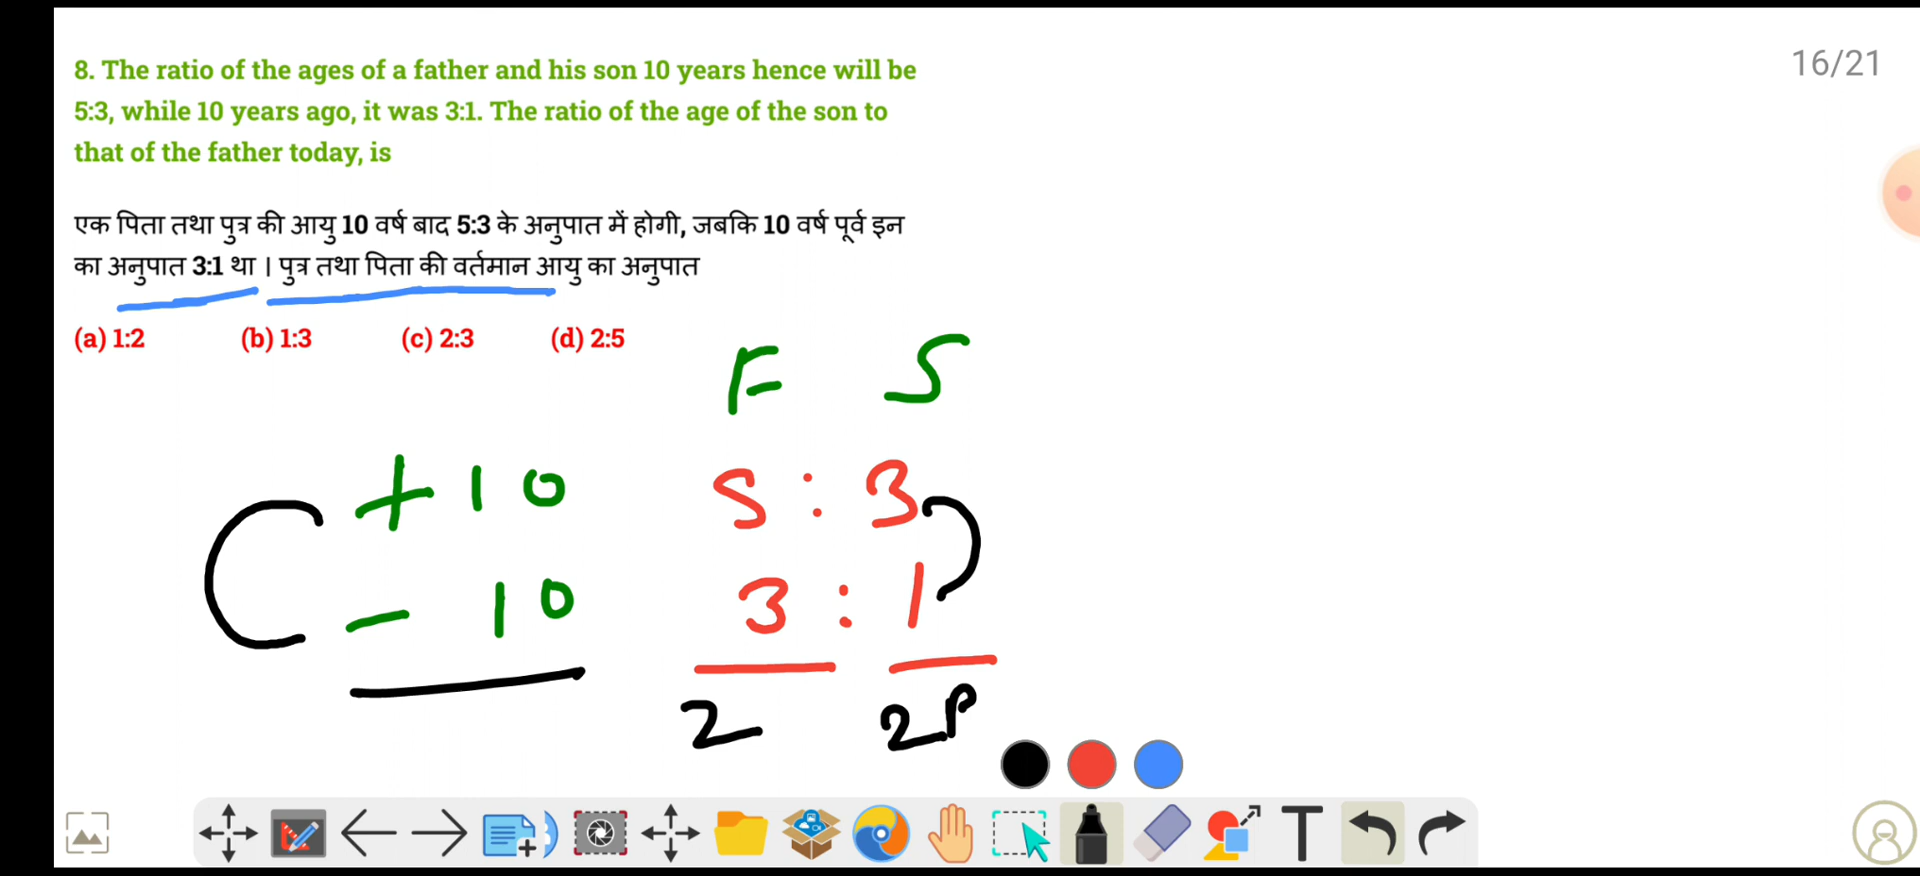 16/21
8. The ratio of the ages of a father and his son 10 years hence will be
5:3, while 10 years ago, it was 3:1. The ratio of the age of the son to
that of the father today, is
एक पिता तथा पुत्र की आयु 10 वर्ष बाद 5:3 के अनुपात में होगी, जबकि 10 वर्ष पूर्व इन
का अनुपात 3:1 था | पुत्र तथा पिता की वर्तमान आयु का अनुपात
(a) 1:2 (b) 1:3 (c) 2:3 (d) 2:5
F S
+10 5:3
-10 3:1
2 2P
T